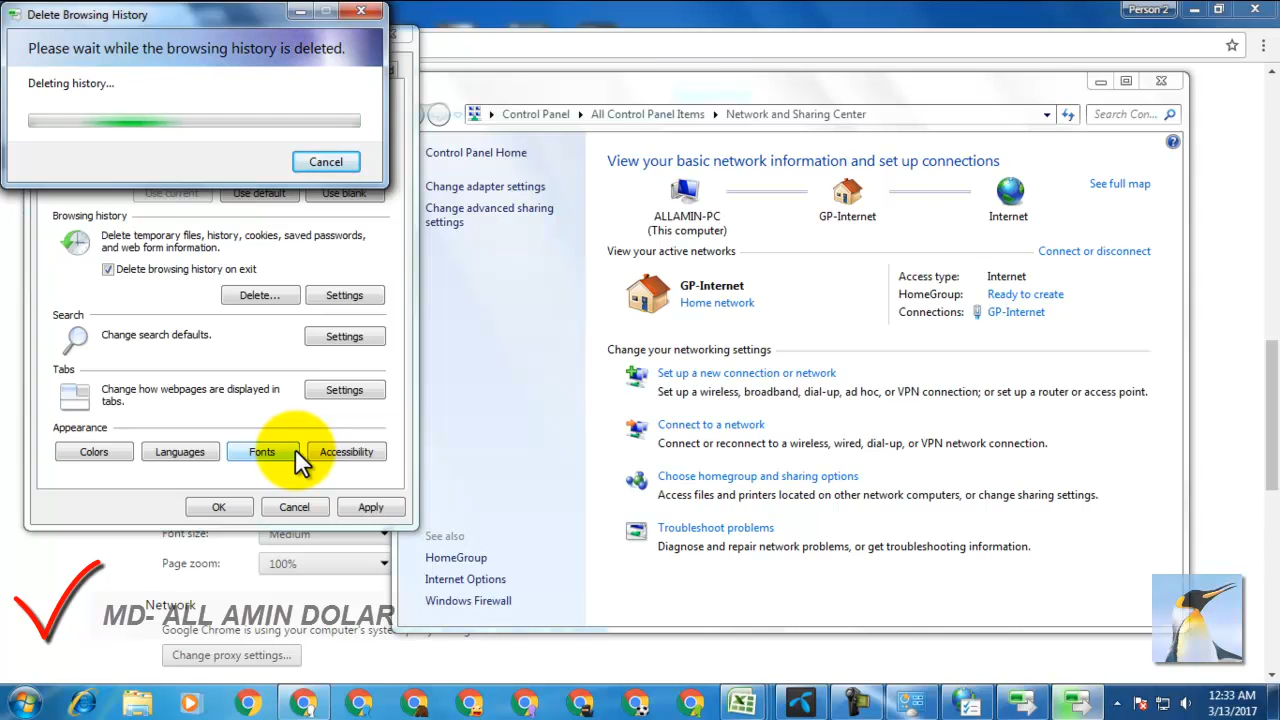 Delete Browsing History
Please wait while the browsing history is deleted.
Deleting history...
Cancel
Use current
Use default
Use blank
Browsing history
Delete temporary files, history, cookies, saved passwords,
and web form information.
Delete browsing history on exit
Delete...
Settings
Search
Change search defaults.
Settings
Tabs
Change how webpages are displayed in
tabs.
Settings
Appearance
Colors
Languages
Fonts
Accessibility
OK
Cancel
Apply
Font size:
Medium
Page zoom:
100%
Network
MD- ALL AMIN DOLAR
Google Chrome is using your computer's system
Change proxy settings...
Person 2
Control Panel
All Control Panel Items
Network and Sharing Center
Search Con...
Control Panel Home
Change adapter settings
Change advanced sharing
settings
See also
HomeGroup
Internet Options
Windows Firewall
View your basic network information and set up connections
See full map
ALLAMIN-PC
(This computer)
GP-Internet
Internet
View your active networks
Connect or disconnect
GP-Internet
Home network
Access type:
Internet
HomeGroup:
Ready to create
Connections:
GP-Internet
Change your networking settings
Set up a new connection or network
Set up a wireless, broadband, dial-up, ad hoc, or VPN connection; or set up a router or access point.
Connect to a network
Connect or reconnect to a wireless, wired, dial-up, or VPN network connection.
Choose homegroup and sharing options
Access files and printers located on other network computers, or change sharing settings.
Troubleshoot problems
Diagnose and repair network problems, or get troubleshooting information.
12:33 AM
3/13/2017